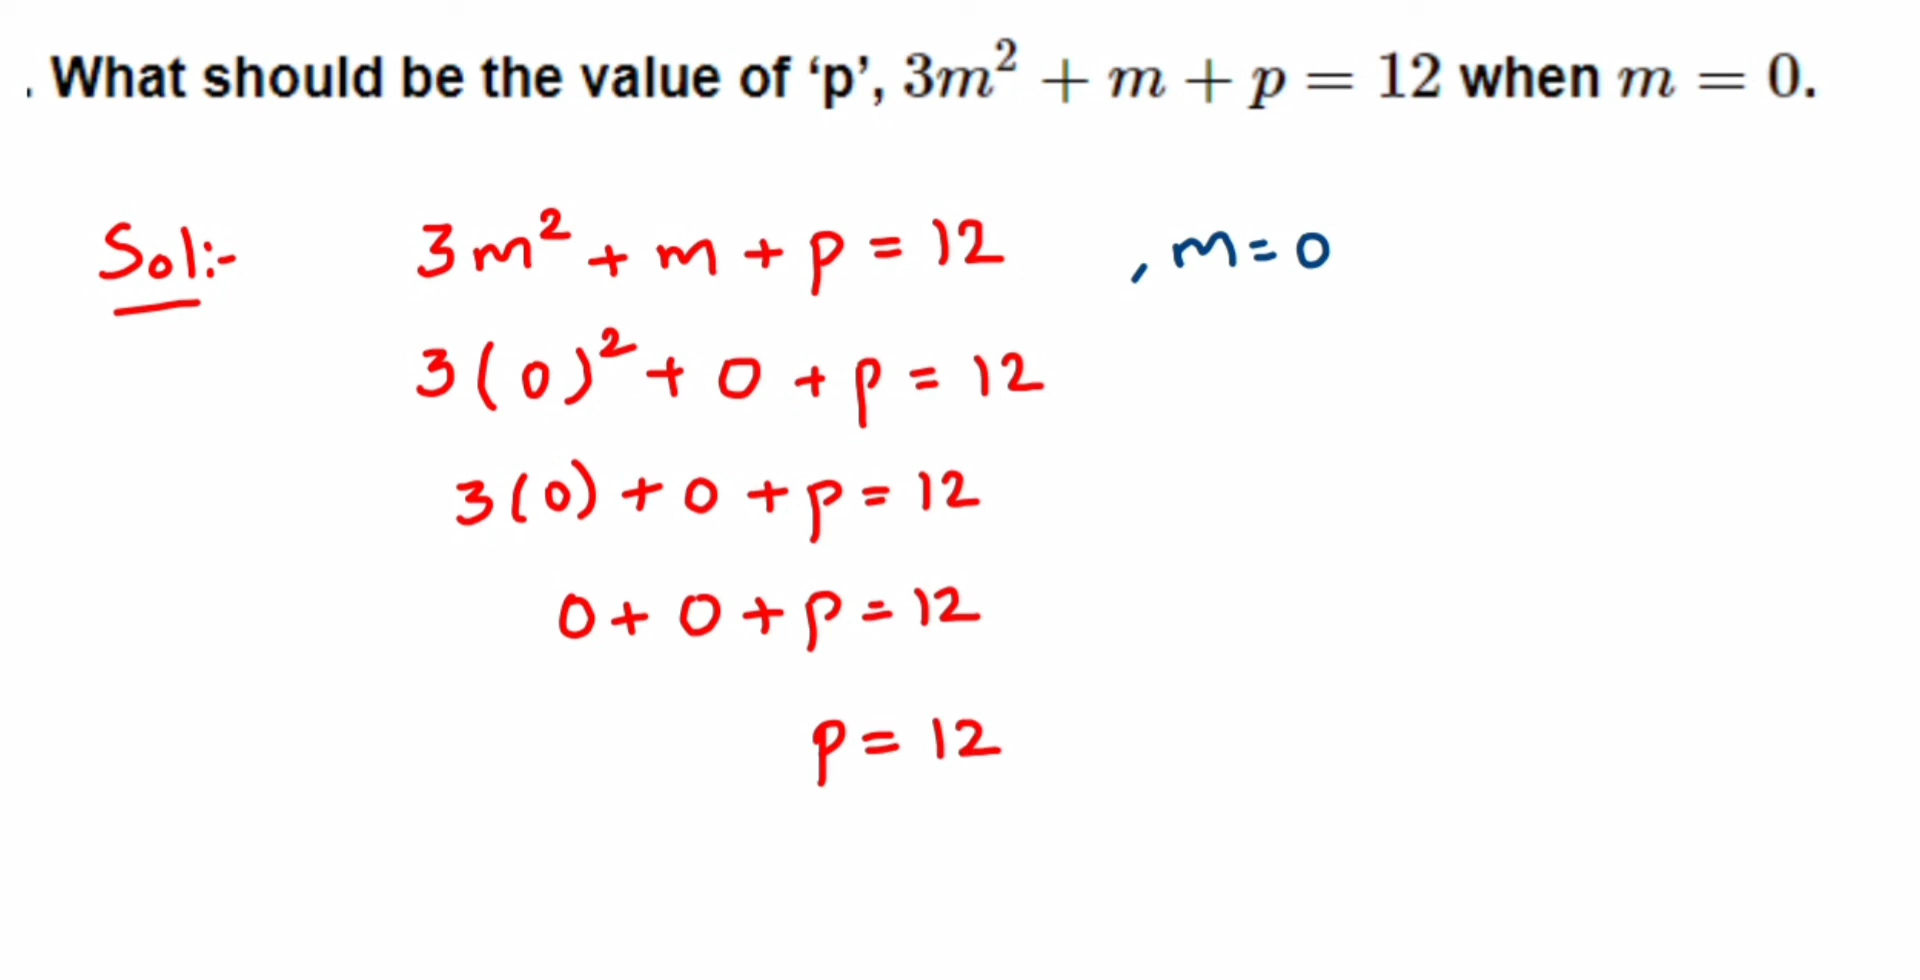 . What should be the value of ‘p’, 3m² + m + p = 12 when m = 0.
Sol:- 3m² + m + p = 12 , m = 0
3(0)² + 0 + p = 12
3(0) + 0 + p = 12
0 + 0 + p = 12
p = 12